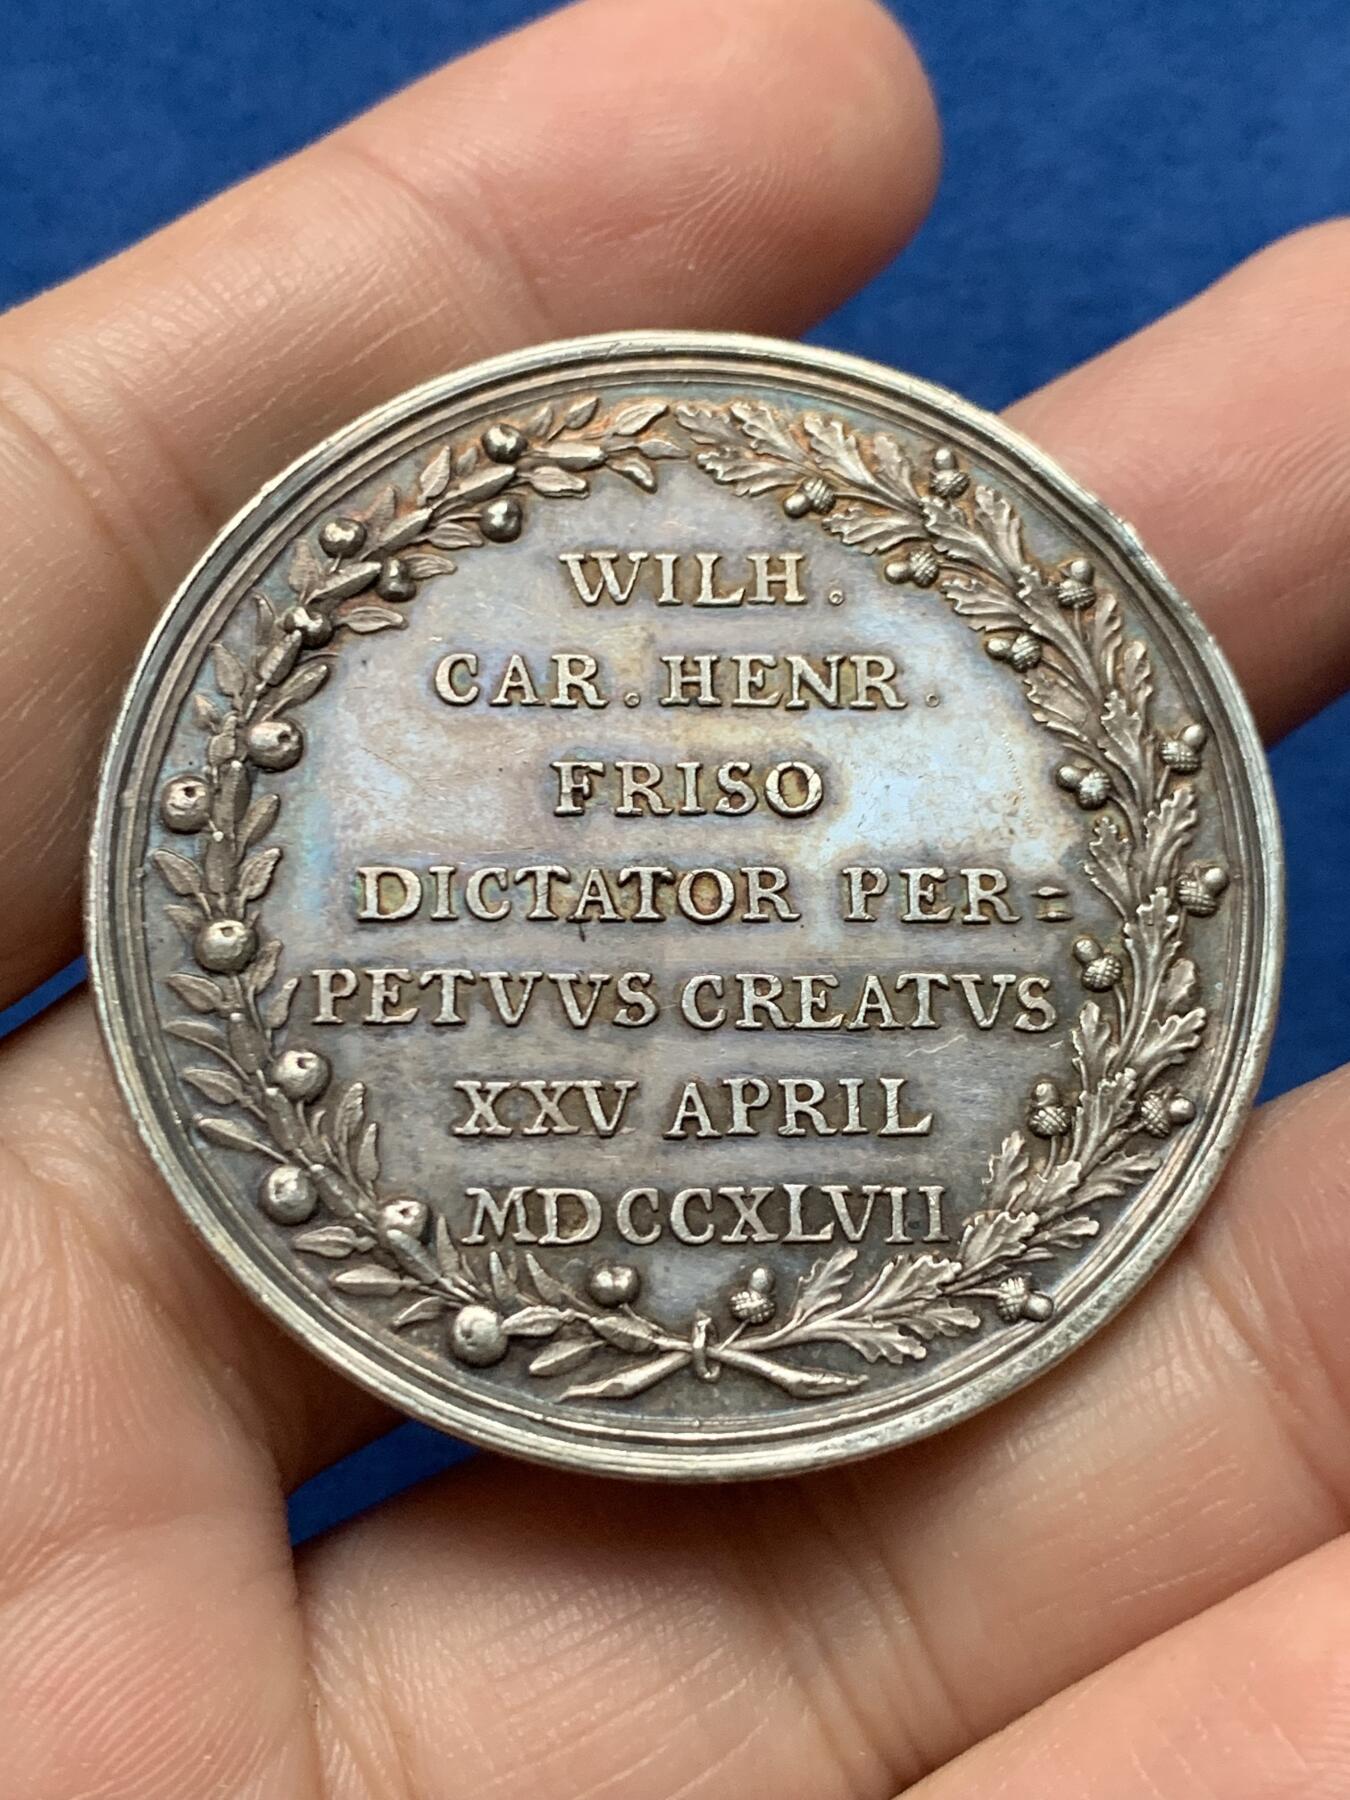 WILH.
CAR. HENR.
FRISO
DICTATOR PER=
PETVVS CREATVS
XXV APRIL
MDCCXLVII